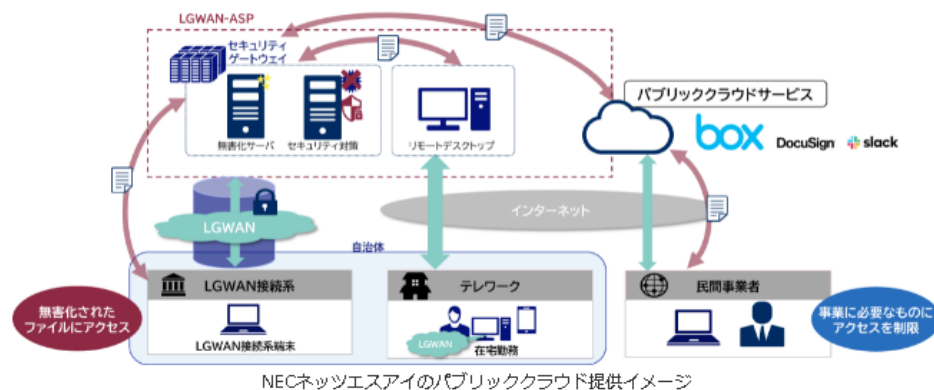 LGWAN-ASP
セキュリティ
ゲートウェイ
無害化サーバ
セキュリティ対策
リモートデスクトップ
パブリッククラウドサービス
box
DocuSign
slack
LGWAN
インターネット
自治体
LGWAN接続系
LGWAN接続系端末
テレワーク
LGWAN
在宅勤務
民間事業者
無害化された
ファイルにアクセス
事業に必要なものに
アクセスを制限
NECネッツエスアイのパブリッククラウド提供イメージ